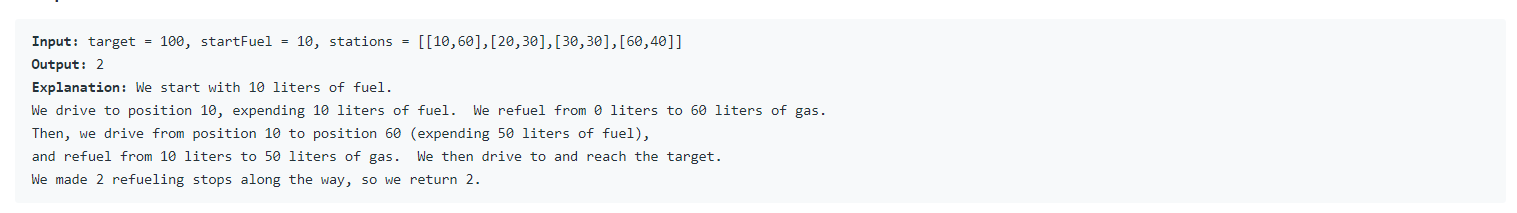 Input: target = 100, startFuel = 10, stations = [[10,60],[20,30],[30,30],[60,40]]
Output: 2
Explanation: We start with 10 liters of fuel.
We drive to position 10, expending 10 liters of fuel.  We refuel from 0 liters to 60 liters of gas.
Then, we drive from position 10 to position 60 (expending 50 liters of fuel),
and refuel from 10 liters to 50 liters of gas.  We then drive to and reach the target.
We made 2 refueling stops along the way, so we return 2.